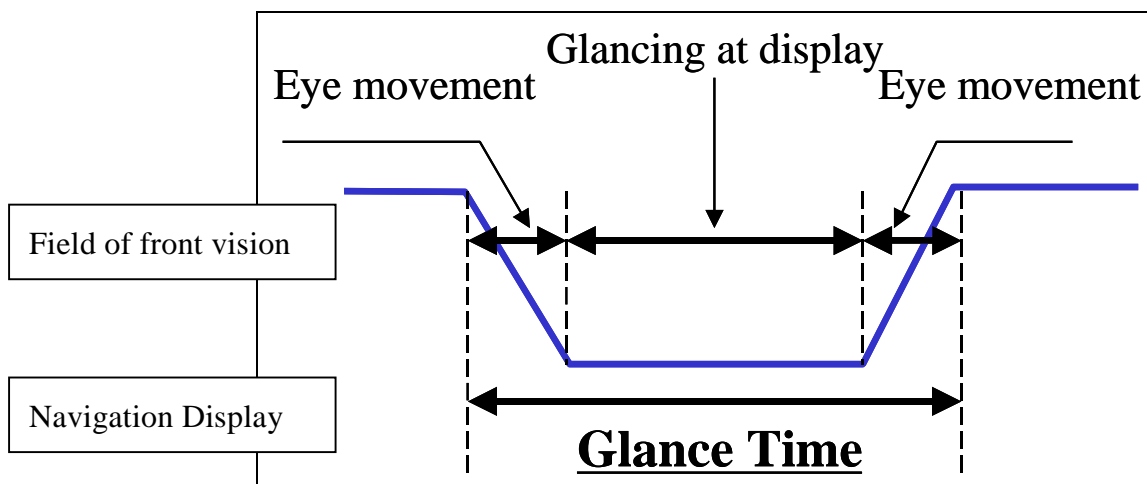 Glancing at display
Eye movement
Eye movement
Field of front vision
Navigation Display
Glance Time